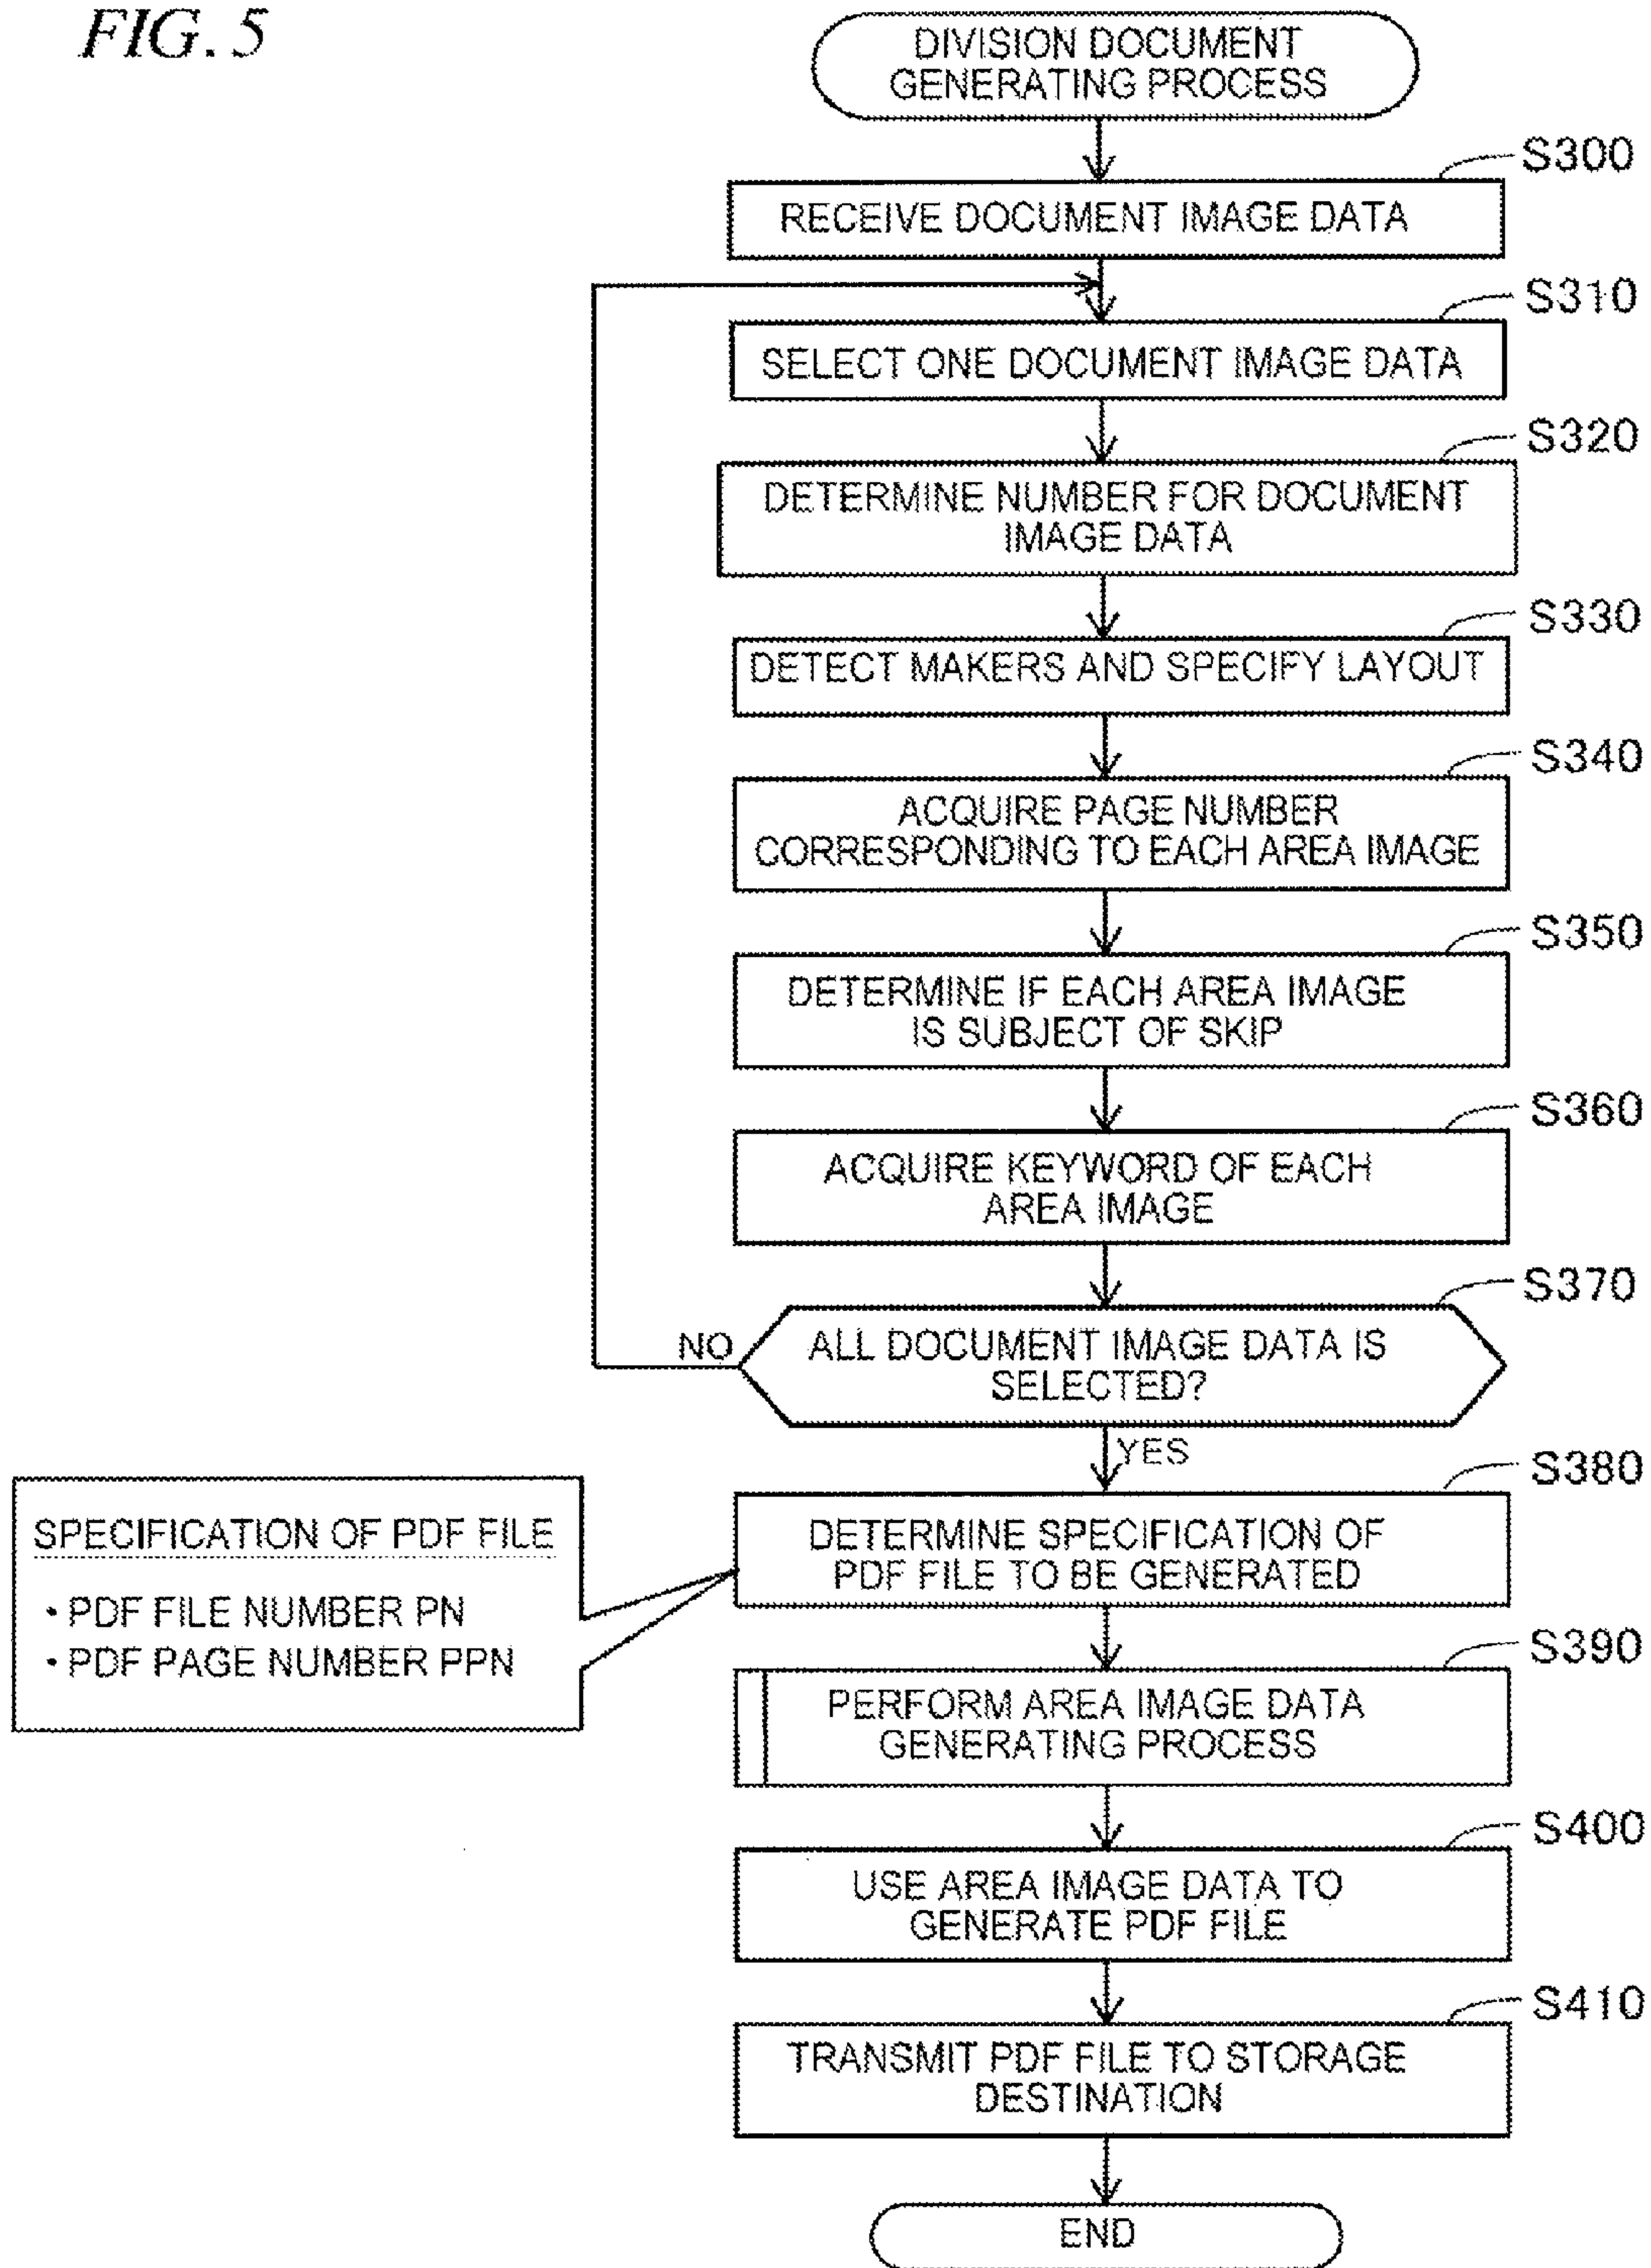 FIG. 5
DIVISION DOCUMENT
GENERATING PROCESS
S300
RECEIVE DOCUMENT IMAGE DATA
S310
SELECT ONE DOCUMENT IMAGE DATA
S320
DETERMINE NUMBER FOR DOCUMENT
IMAGE DATA
S330
DETECT MAKERS AND SPECIFY LAYOUT
S340
ACQUIRE PAGE NUMBER
CORRESPONDING TO EACH AREA IMAGE
S350
DETERMINE IF EACH AREA IMAGE
IS SUBJECT OF SKIP
S360
ACQUIRE KEYWORD OF EACH
AREA IMAGE
S370
NO
ALL DOCUMENT IMAGE DATA IS
SELECTED?
YES
S380
DETERMINE SPECIFICATION OF
PDF FILE TO BE GENERATED
SPECIFICATION OF PDF FILE
• PDF FILE NUMBER PN
• PDF PAGE NUMBER PPN
S390
PERFORM AREA IMAGE DATA
GENERATING PROCESS
S400
USE AREA IMAGE DATA TO
GENERATE PDF FILE
S410
TRANSMIT PDF FILE TO STORAGE
DESTINATION
END